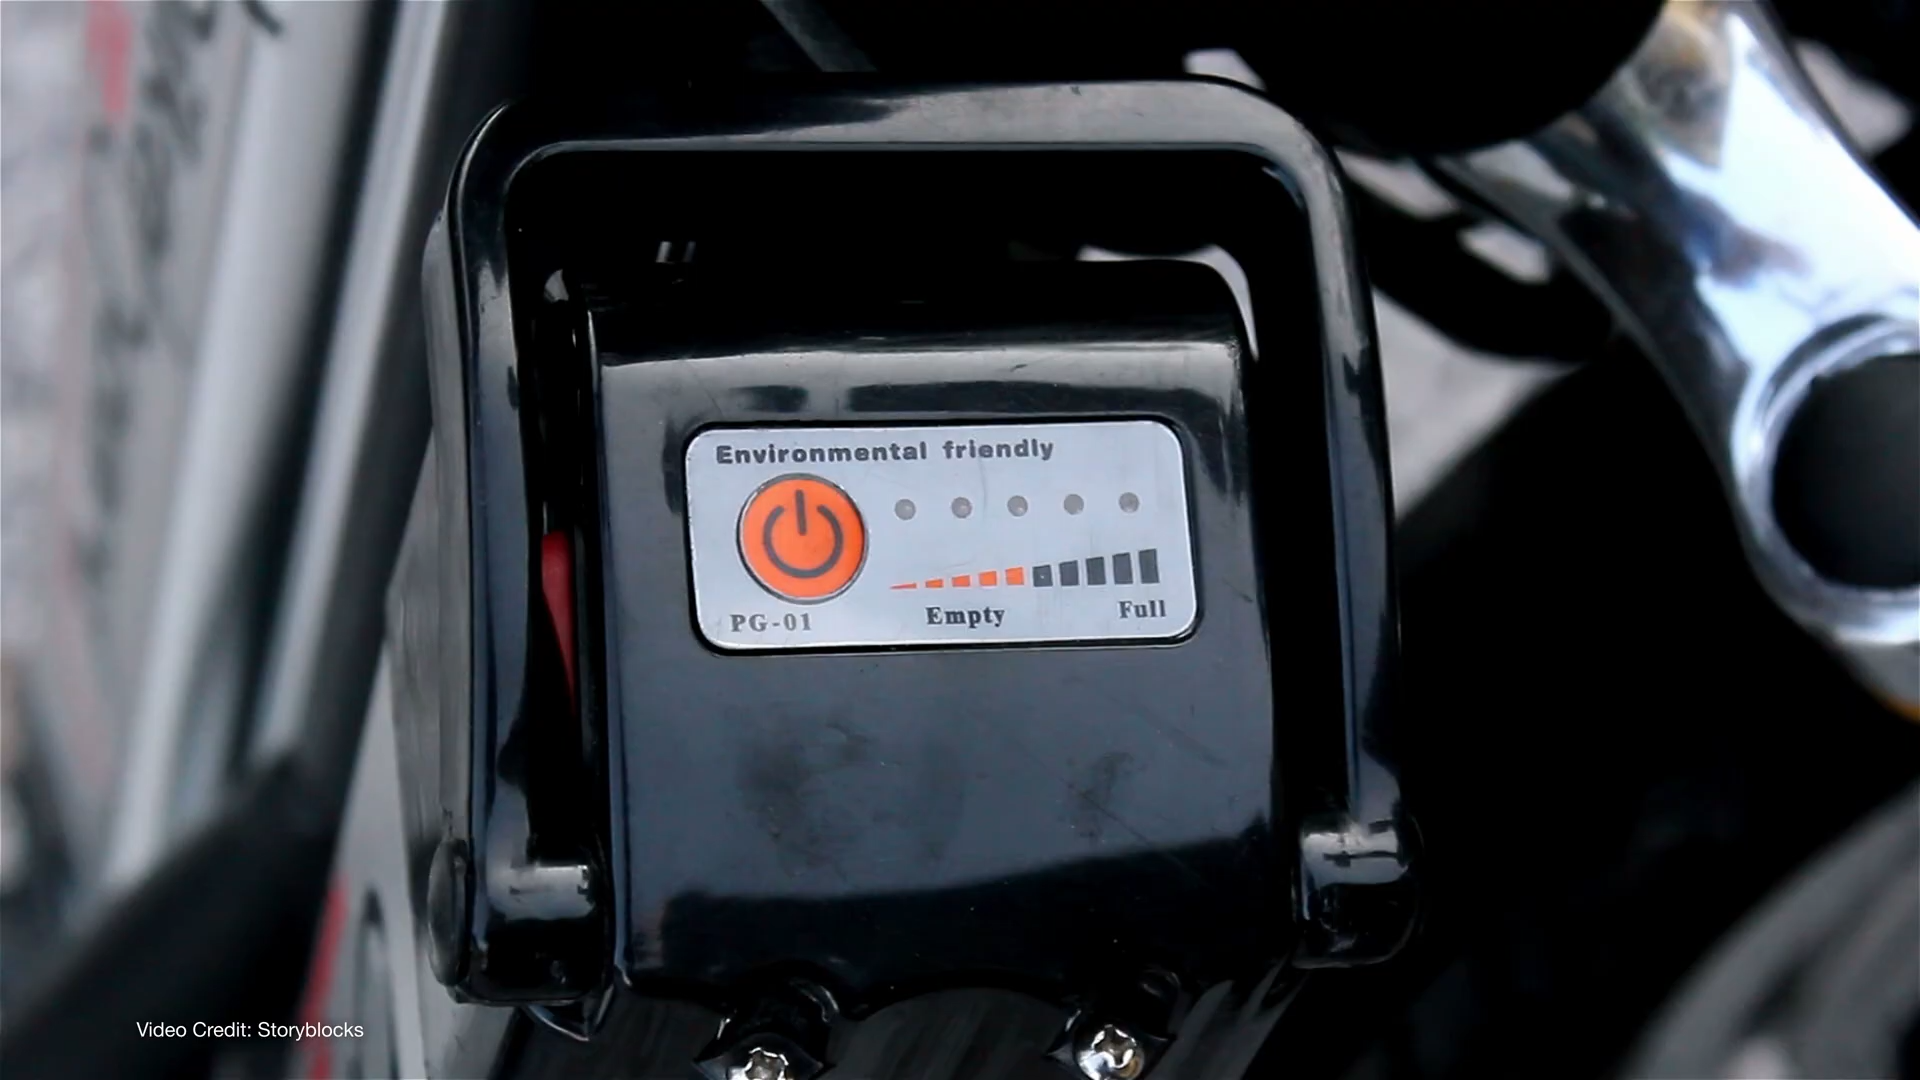 Environmental friendly
PG-01
Empty
Full
Video Credit: Storyblocks